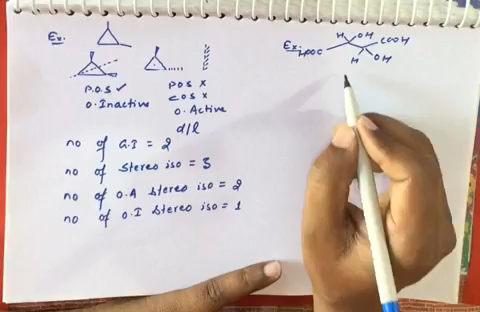 Ex.
P.O.S ✓
O.Inactive
POS x
COS x
O.Active
d/l
no of G.I = 2
no of Stereo iso = 3
no of O.A Stereo iso = 2
no of O.I Stereo iso = 1
Ex.
H OH
HOOC COOH
H OH